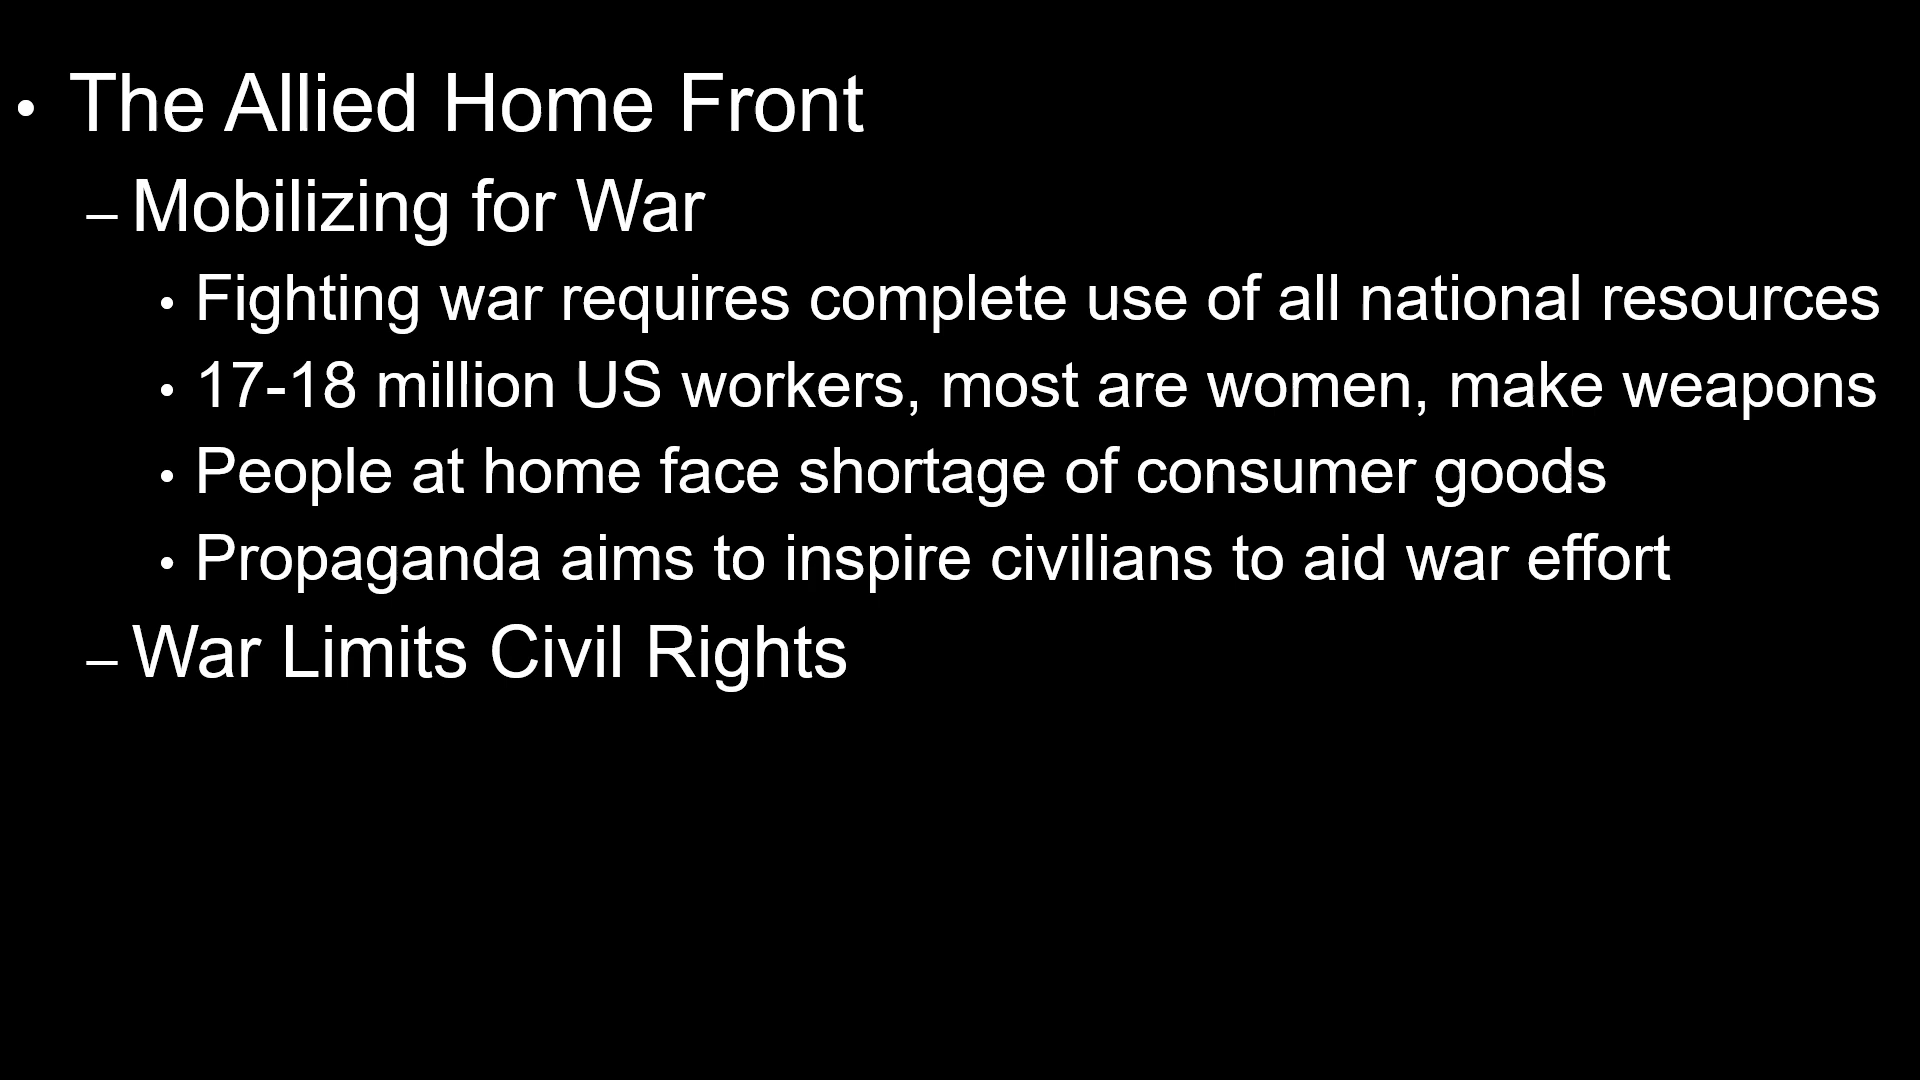 • The Allied Home Front
– Mobilizing for War
• Fighting war requires complete use of all national resources
• 17-18 million US workers, most are women, make weapons
• People at home face shortage of consumer goods
• Propaganda aims to inspire civilians to aid war effort
– War Limits Civil Rights